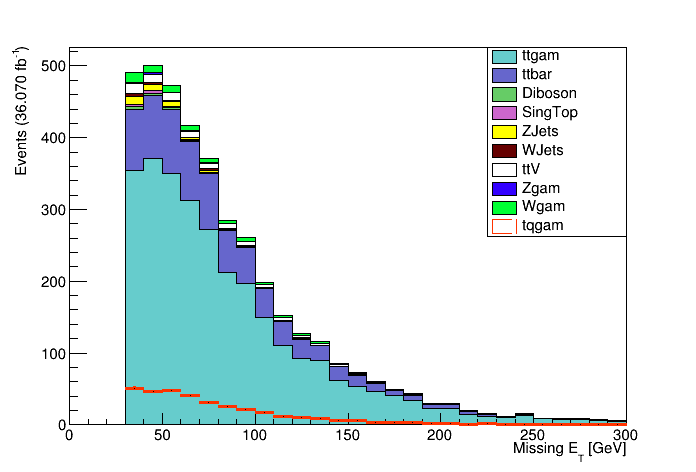 Events (36.070 fb⁻¹)
500
400
300
200
100
0
0 50 100 150 200 250 300
Missing E_T [GeV]
ttgam
ttbar
Diboson
SingTop
ZJets
WJets
ttV
Zgam
Wgam
tqgam